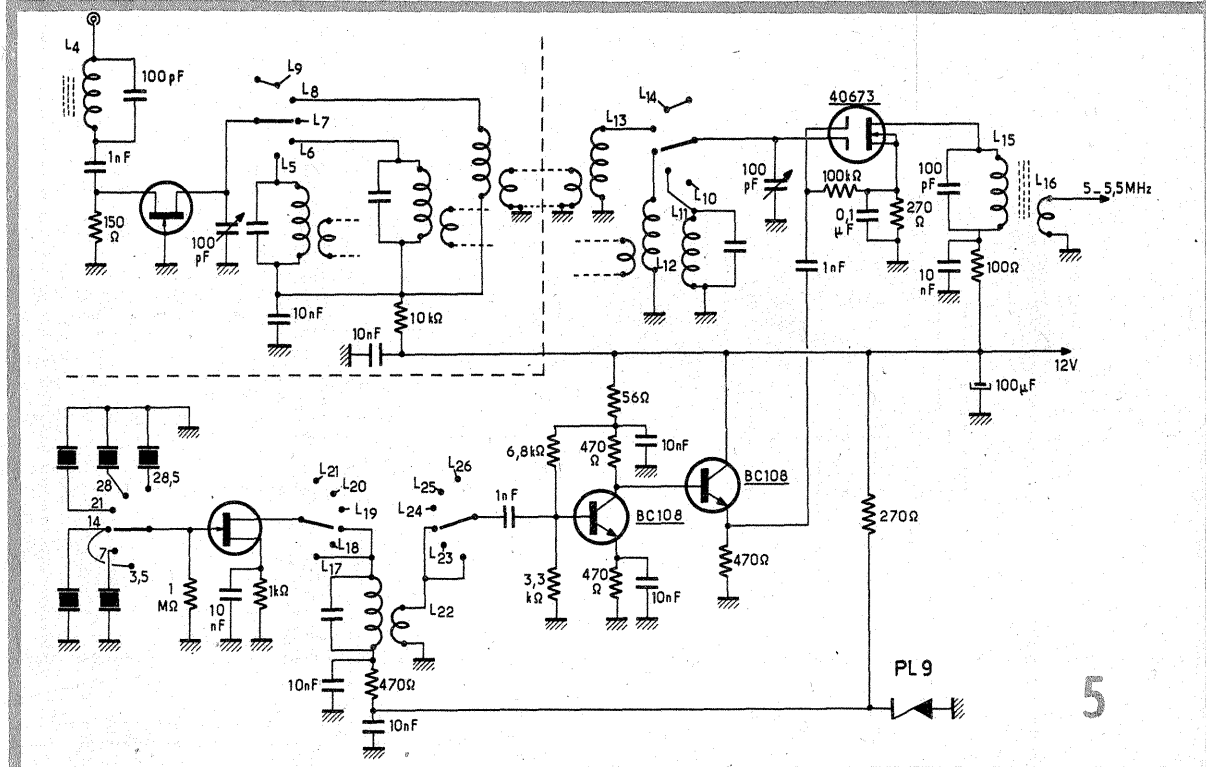 L4
100pF
1nF
150
Ω
100
pF
L9
L8
L7
L6
L5
10nF
10kΩ
10nF
L13
L14
L10
L11
L12
100
pF
40673
100kΩ
0,1
μF
270
Ω
1nF
100
pF
L15
L16
5_5,5MHz
10
nF
100Ω
12V
100μF
28
28,5
21
14
7
3,5
1
MΩ
10
nF
1kΩ
L21
L20
L19
L18
L17
L26
L25
L24
L23
L22
1nF
6,8kΩ
56Ω
470
Ω
10nF
BC108
BC108
3,3
kΩ
470
Ω
10nF
470Ω
270Ω
10nF
470Ω
10nF
PL9
5